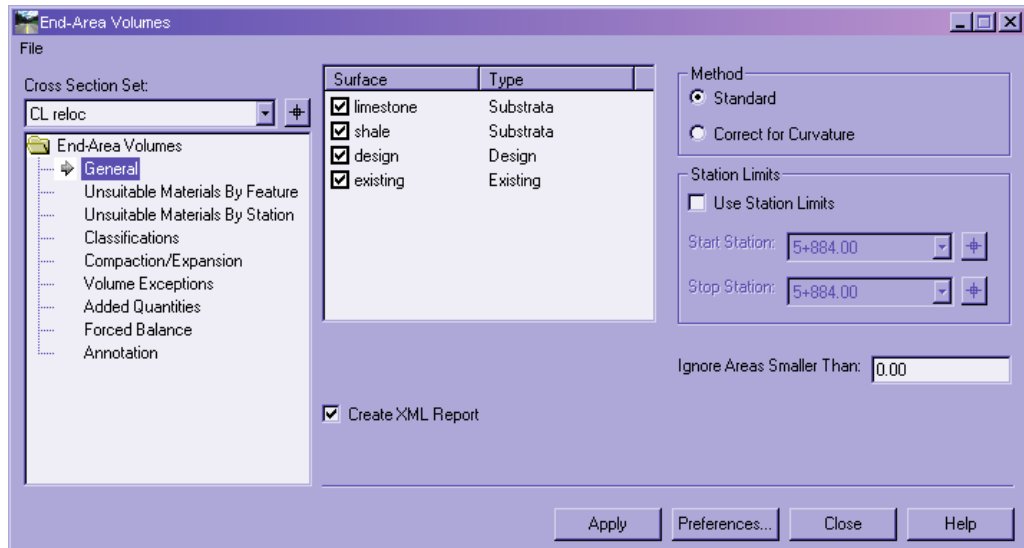 End-Area Volumes
File
Cross Section Set:
CL reloc
End-Area Volumes
General
Unsuitable Materials By Feature
Unsuitable Materials By Station
Classifications
Compaction/Expansion
Volume Exceptions
Added Quantities
Forced Balance
Annotation
Surface Type
limestone Substrata
shale Substrata
design Design
existing Existing
Create XML Report
Method
Standard
Correct for Curvature
Station Limits
Use Station Limits
Start Station: 5+884.00
Stop Station: 5+884.00
Ignore Areas Smaller Than: 0.00
Apply Preferences... Close Help